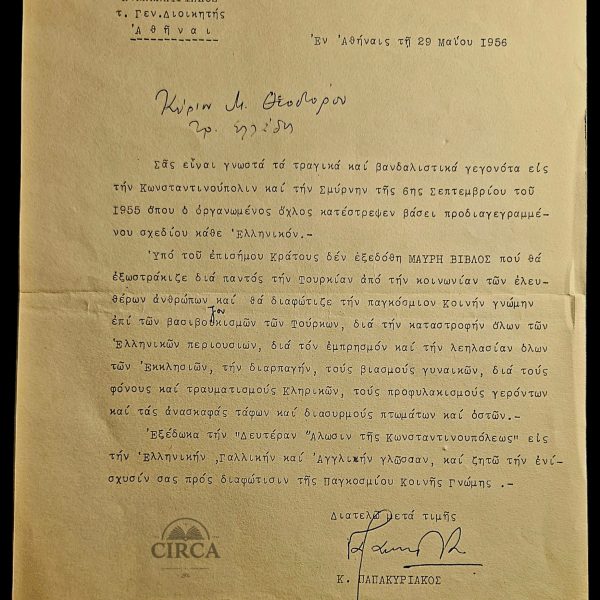 τ. Γεν.Διοικητής
Ἀθῆναι
Ἐν Ἀθήναις τῇ 29 Μαΐου 1956
Κύριον Μ. Θεοδώρου
Σᾶς εἶναι γνωστά τά τραγικά καί βανδαλιστικά γεγονότα είς
τήν Κωνσταντινούπολιν καί τήν Σμύρνην τῆς 6ης Σεπτεμβρίου τοῦ
1955 ὅπου ὁ ὀργανωμένος ὄχλος κατέστρεψεν βάσει προδιαγεγραμμέ-
νου σχεδίου κάθε Ἑλληνικόν.-
Ὑπό τοῦ ἐπισήμου Κράτους δέν ἐξεδόθη ΜΑΥΡΗ ΒΙΒΛΟΣ πού θά
ἐξωστράκιζε διά παντός τήν Τουρκίαν ἀπό τήν κοινωνίαν τῶν ἐλευ-
θέρων ἀνθρώπων καί θά διαφώτιζε τήν παγκόσμιον Κοινήν γνώμην
ἐπί τῶν βασιβουζουκισμῶν τῶν Τούρκων, διά τήν καταστροφήν ὅλων τῶν
Ἑλληνικῶν περιουσιων, διά τόν ἐμπρησμόν καί τήν λεηλασίαν ὅλων
τῶν Ἐκκλησιῶν, τήν διαρπαγήν, τούς βιασμούς γυναικῶν, διά τούς
φόνους καί τραυματισμούς Κληρικῶν, τούς προφυλακισμούς γερόντων
καί τάς ἀνασκαφάς τάφων καί διασυρμούς πτωμάτων καί ὀστῶν.-
Ἐξέδωκα τήν "Δευτέραν Ἅλωσιν τῆς Κωνσταντινουπόλεως" είς
τήν Ἑλληνικήν ,Γαλλικήν καί Ἀγγλικήν γλῶσσαν, καί ζητῶ τήν ἐνί-
σχυσίν σας πρός διαφώτισιν τῆς Παγκοσμίου Κοινῆς Γνώμης .-
Διατελῶ μετά τιμῆς
CIRCA
Κ. ΠΑΠΑΚΥΡΙΑΚΟΣ